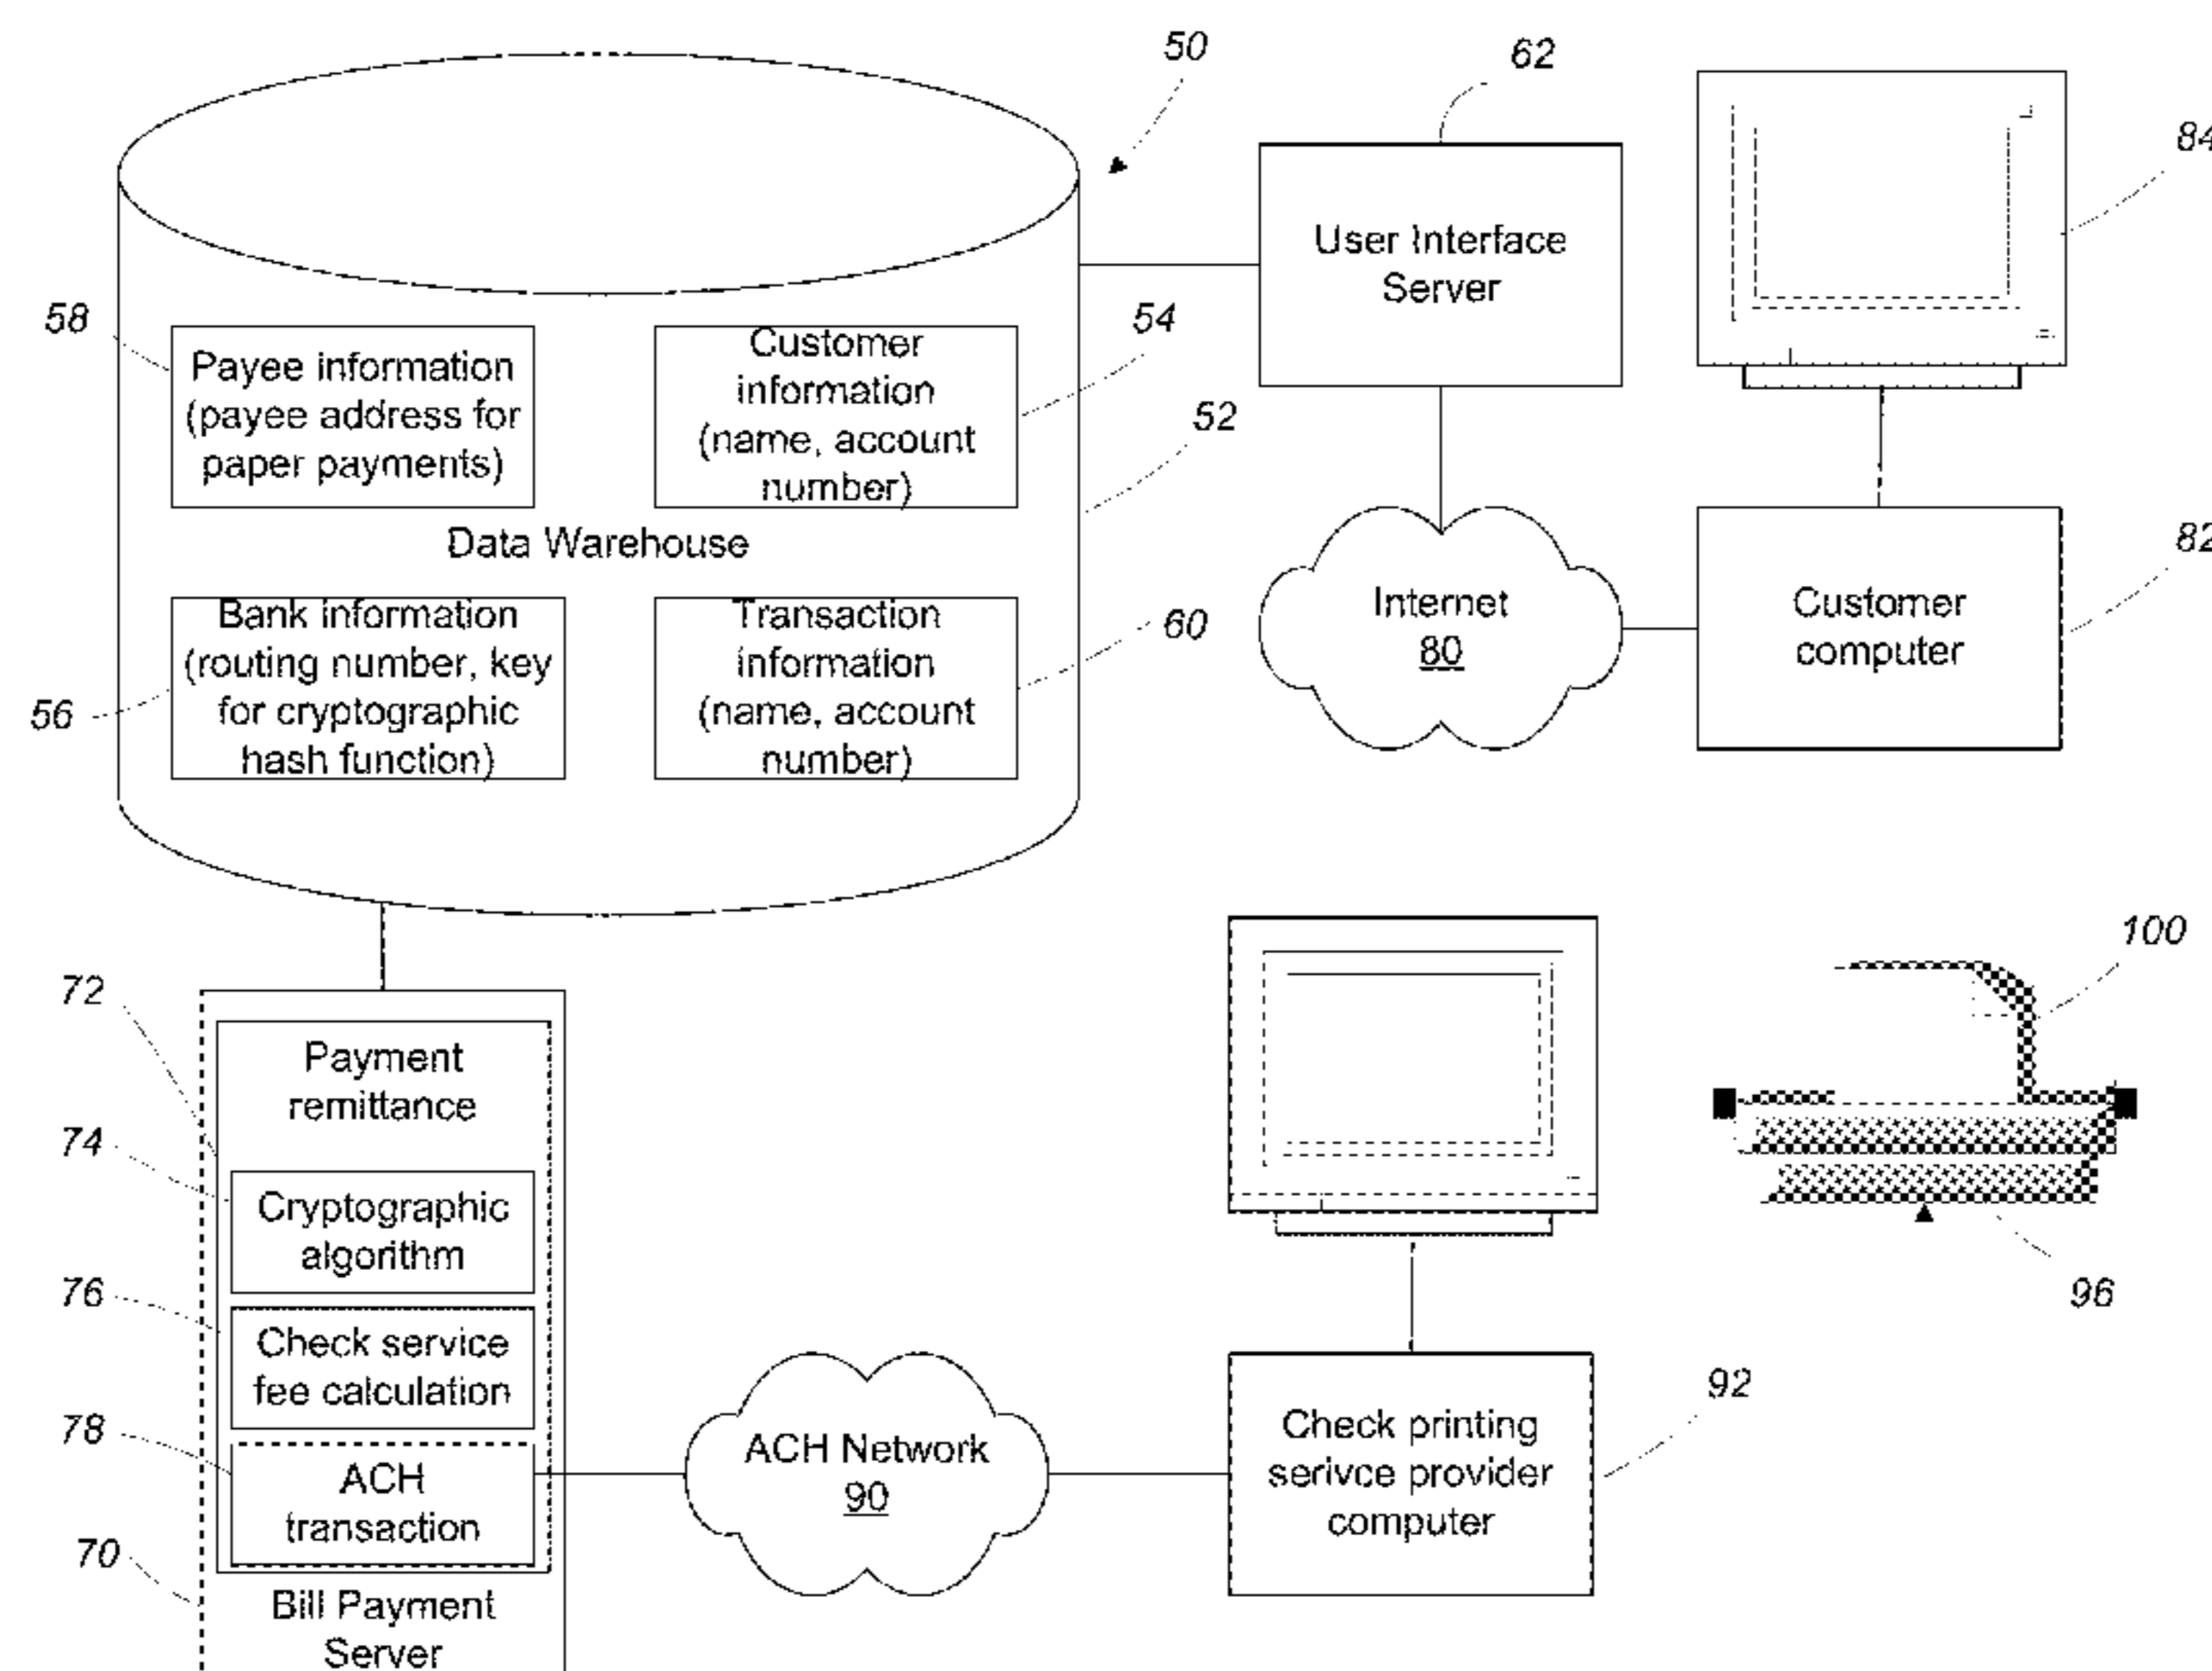 50
62
84
User Interface
Server
58
54
Payee information
(payee address for
paper payments)
Customer
information
(name, account
number)
52
Data Warehouse
82
Bank information
(routing number, key
for cryptographic
hash function)
Transaction
information
(name, account
number)
60
56
Internet
80
Customer
computer
100
72
Payment
remittance
74
Cryptographic
algorithm
76
Check service
fee calculation
96
78
ACH
transaction
ACH Network
90
Check printing
serivce provider
computer
92
70
Bill Payment
Server